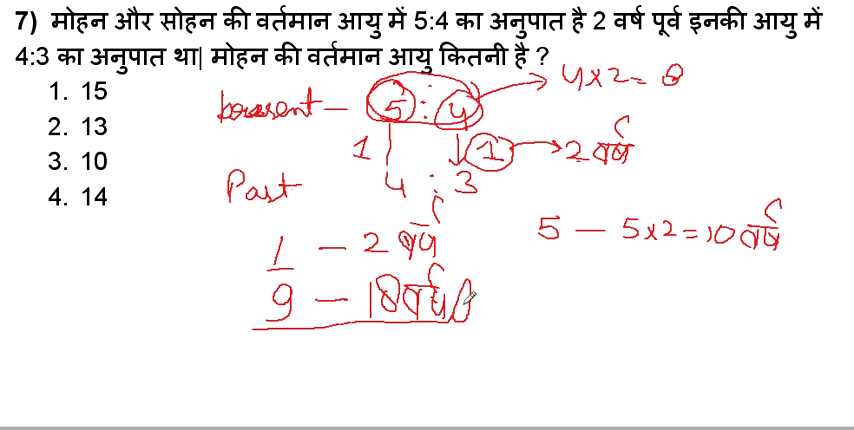 7) मोहन और सोहन की वर्तमान आयु में 5:4 का अनुपात है 2 वर्ष पूर्व इनकी आयु में
4:3 का अनुपात था| मोहन की वर्तमान आयु कितनी है ?
1. 15
2. 13
3. 10
4. 14
4x2= 8
5 : 4
1 1 2 वर्ष
Past 4 : 3
1 - 2 वर्ष
5 - 5x2=10 वर्ष
9 - 18 वर्ष